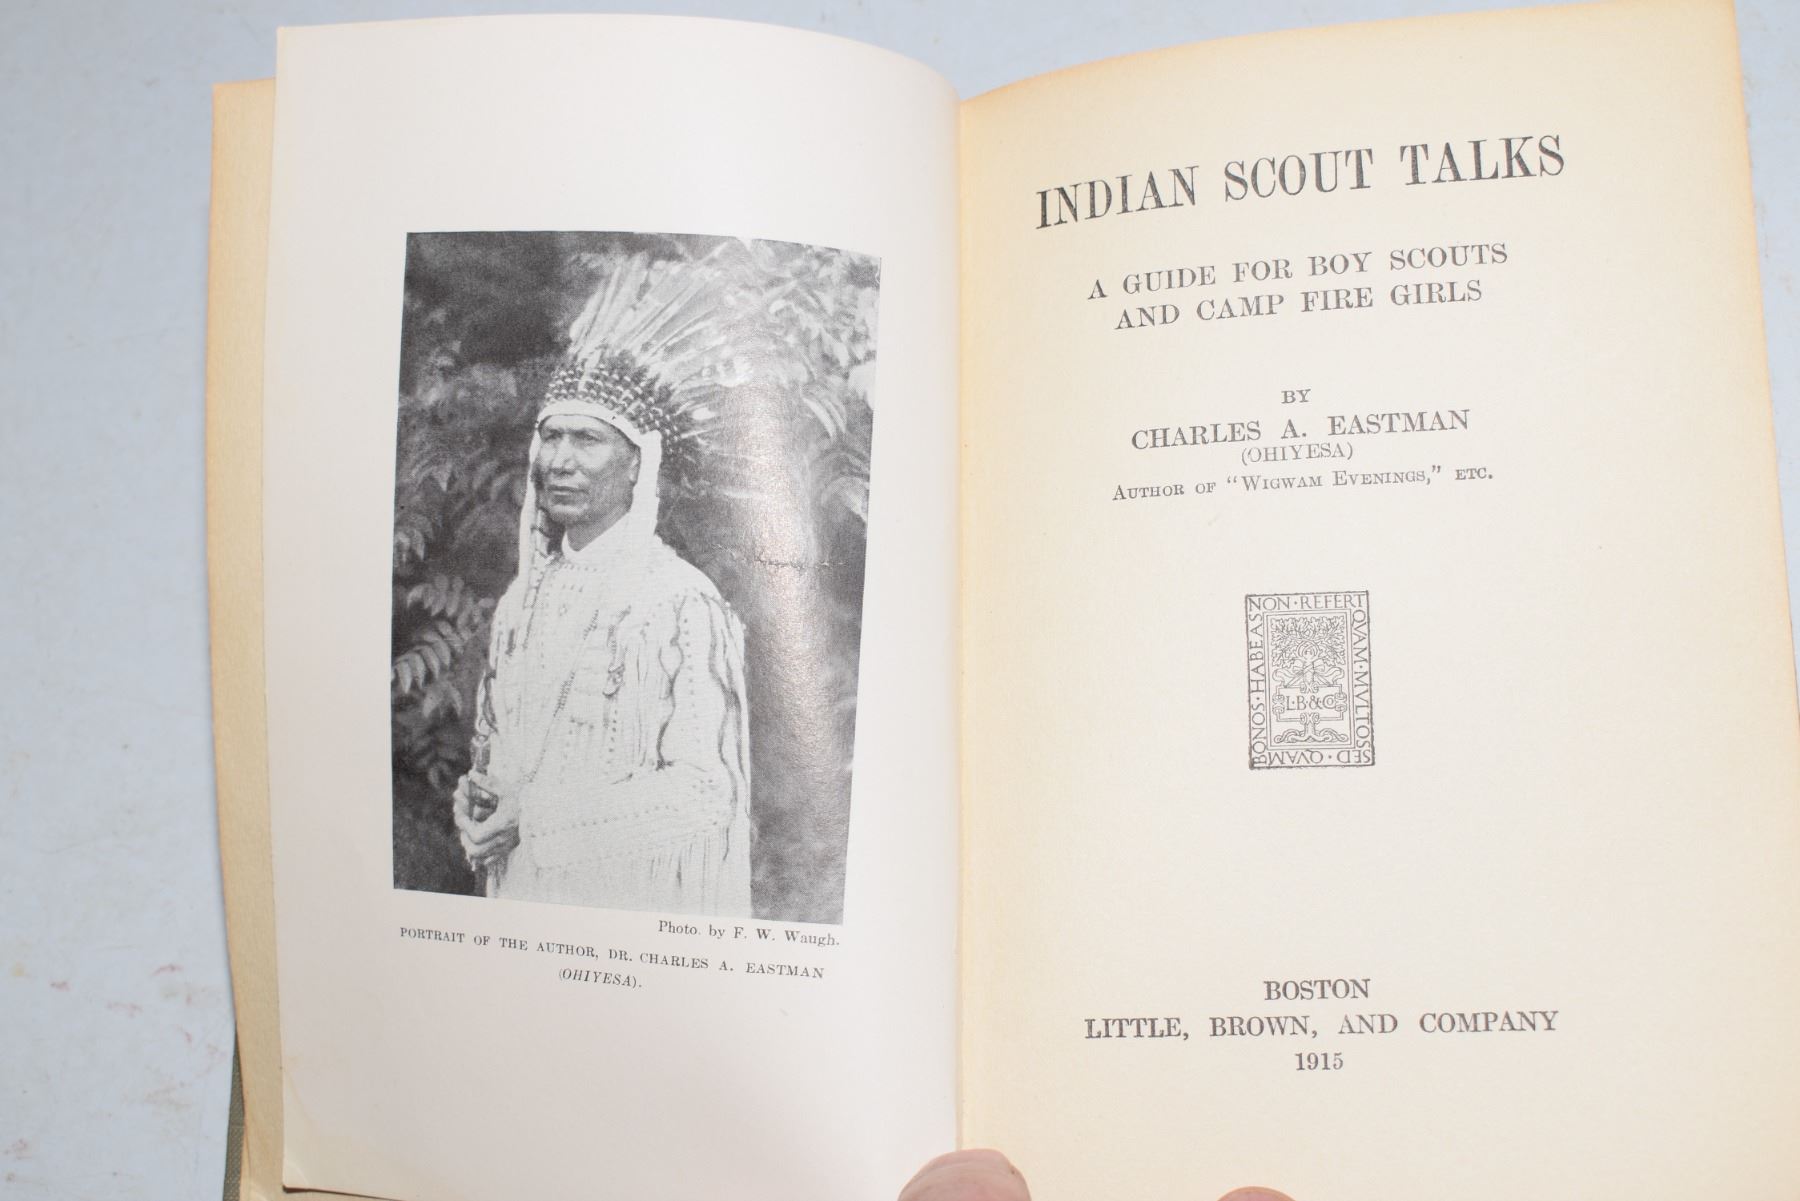 Photo. by F. W. Waugh.
PORTRAIT OF THE AUTHOR, DR. CHARLES A. EASTMAN
(OHIYESA).
INDIAN SCOUT TALKS
A GUIDE FOR BOY SCOUTS
AND CAMP FIRE GIRLS
BY
CHARLES A. EASTMAN
(OHIYESA)
AUTHOR OF "WIGWAM EVENINGS," ETC.
NON·REFERT
QVAM·MVLTOS
SED QVAM·
BONOS·HABEAS
L·B·&Co
BOSTON
LITTLE, BROWN, AND COMPANY
1915